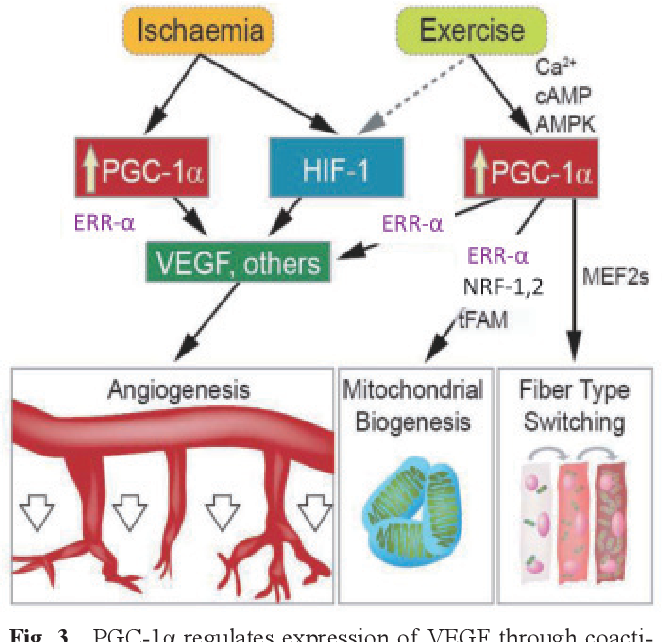 Ischaemia
Exercise
Ca²⁺
cAMP
AMPK
PGC-1α
HIF-1
PGC-1α
ERR-α
ERR-α
VEGF, others
ERR-α
NRF-1,2
tFAM
MEF2s
Angiogenesis
Mitochondrial
Biogenesis
Fiber Type
Switching
Fig. 3 PGC-1α regulates expression of VEGF through coacti-